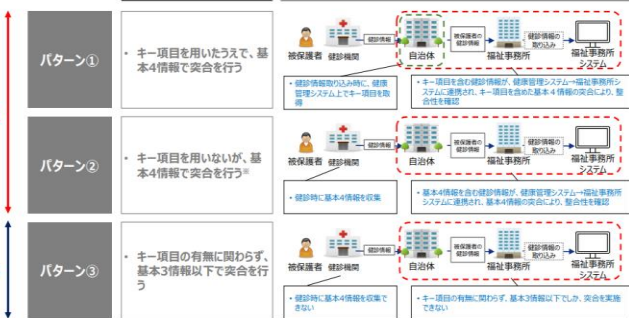 パターン①
・ キー項目を用いたうえで、基
本4情報で突合を行う
健診情報
被保護者の
健診情報
健診情報の
取り込み
被保護者 健診機関
自治体
福祉事務所
福祉事務所
システム
・健診情報取り込み時に、健康
管理システム上でキー項目を取
得
・キー項目を含む健診情報が、健康管理システム→福祉事務所シ
ステムに連携され、キー項目を含めた基本4情報の突合により、整
合性を確認
パターン②
・ キー項目を用いないが、基
本4情報で突合を行う※
健診情報
被保護者の
健診情報
健診情報の
取り込み
被保護者 健診機関
自治体
福祉事務所
福祉事務所
システム
・健診時に基本4情報を収集
・基本4情報を含む健診情報が、健康管理システム→福祉事務所
システムに連携され、基本4情報の突合により、整合性を確認
パターン③
・ キー項目の有無に関わらず、
基本3情報以下で突合を行
う
健診情報
被保護者の
健診情報
健診情報の
取り込み
被保護者 健診機関
自治体
福祉事務所
福祉事務所
システム
・健診時に基本4情報を収集で
きない
・キー項目の有無に関わらず、基本3情報以下でしか、突合を実施
できない